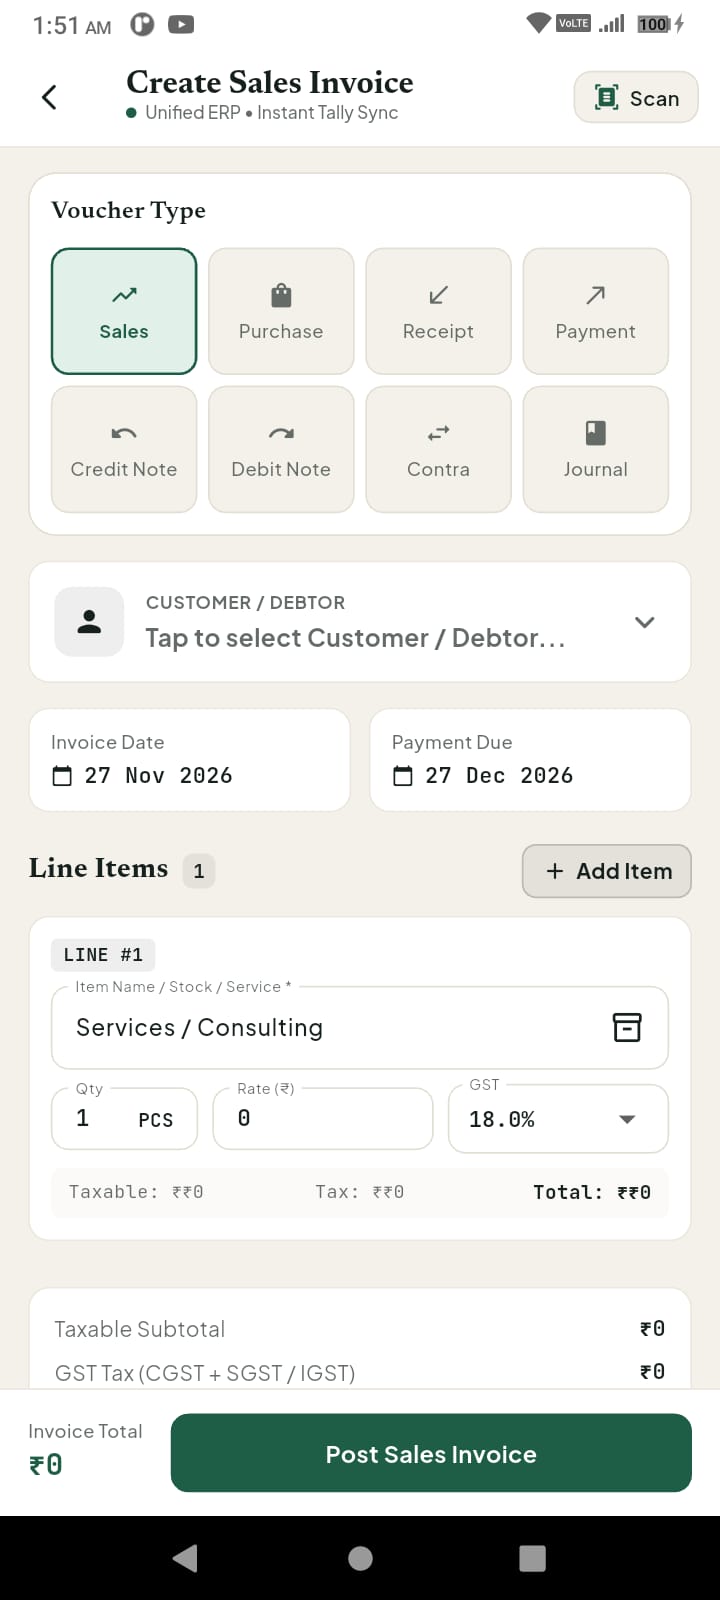 1:51 AM VoLTE 100
Create Sales Invoice
Unified ERP • Instant Tally Sync
Scan
Voucher Type
Sales Purchase Receipt Payment
Credit Note Debit Note Contra Journal
CUSTOMER / DEBTOR
Tap to select Customer / Debtor...
Invoice Date Payment Due
27 Nov 2026 27 Dec 2026
Line Items 1 + Add Item
LINE #1
Item Name / Stock / Service *
Services / Consulting
Qty Rate (₹) GST
1 PCS 0 18.0%
Taxable: ₹₹0 Tax: ₹₹0 Total: ₹₹0
Taxable Subtotal ₹0
GST Tax (CGST + SGST / IGST) ₹0
Invoice Total
₹0
Post Sales Invoice